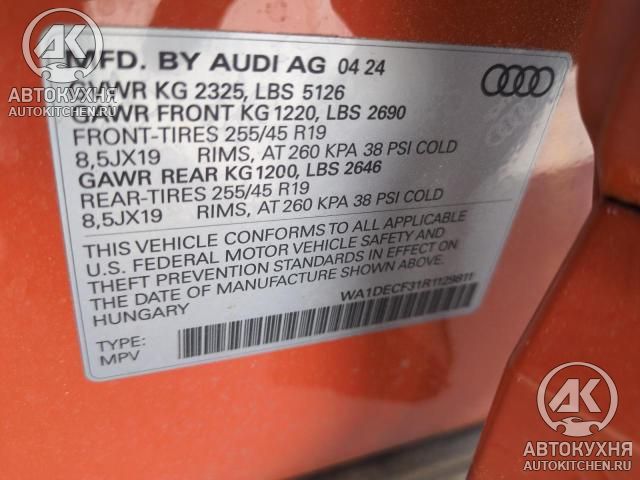 MFD. BY AUDI AG 04 24
GVWR KG 2325, LBS 5126
GAWR FRONT KG 1220, LBS 2690
FRONT-TIRES 255/45 R19
8,5JX19 RIMS, AT 260 KPA 38 PSI COLD
GAWR REAR KG 1200, LBS 2646
REAR-TIRES 255/45 R19
8,5JX19 RIMS, AT 260 KPA 38 PSI COLD
THIS VEHICLE CONFORMS TO ALL APPLICABLE
U.S. FEDERAL MOTOR VEHICLE SAFETY AND
THEFT PREVENTION STANDARDS IN EFFECT ON
THE DATE OF MANUFACTURE SHOWN ABOVE.
HUNGARY
WA1DECF31R1129811
TYPE:
MPV
АК
АВТОКУХНЯ
AUTOKITCHEN.RU
АК
АВТОКУХНЯ
AUTOKITCHEN.RU